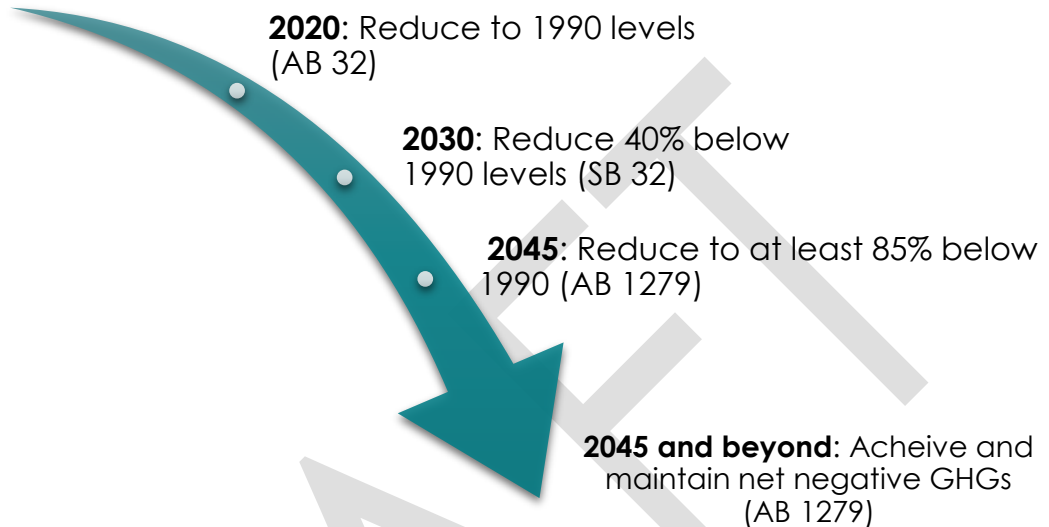 2020: Reduce to 1990 levels
(AB 32)
2030: Reduce 40% below
1990 levels (SB 32)
2045: Reduce to at least 85% below
1990 (AB 1279)
2045 and beyond: Acheive and
maintain net negative GHGs
(AB 1279)